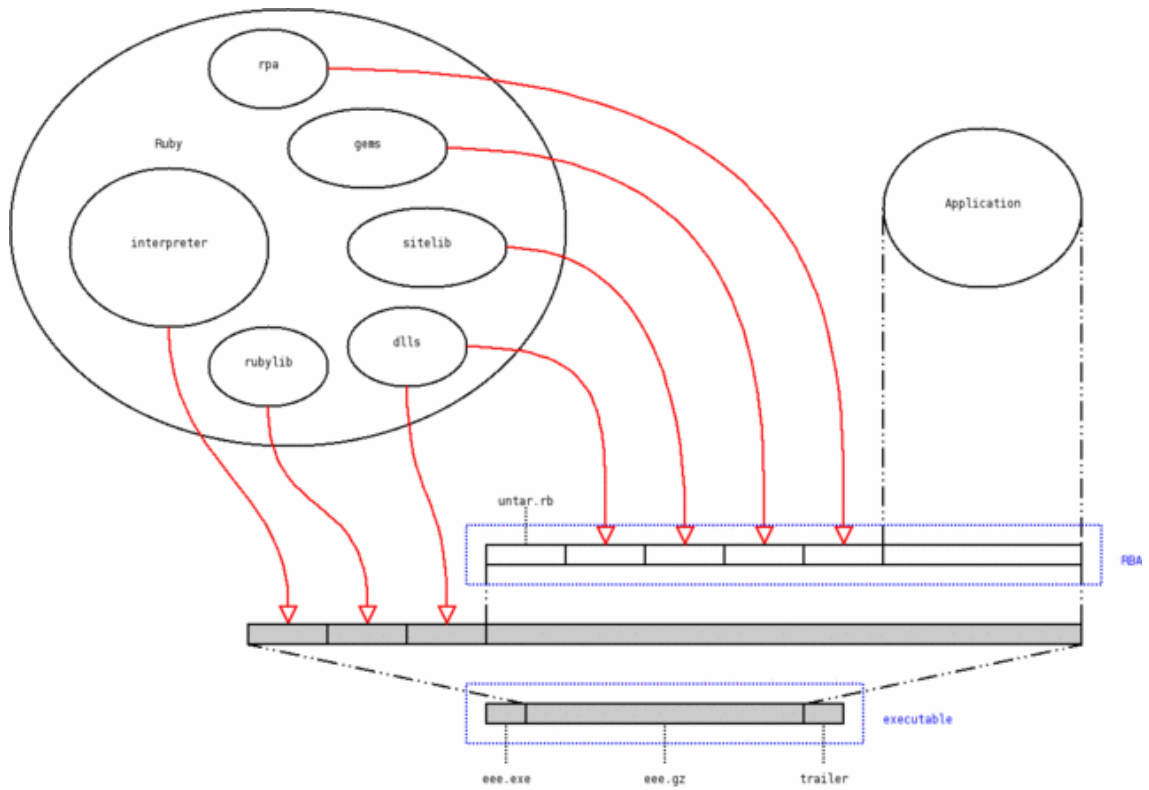 rpa
gems
Ruby
Application
interpreter
sitelib
dlls
rubylib
untar.rb
RBA
executable
eee.exe
eee.gz
trailer